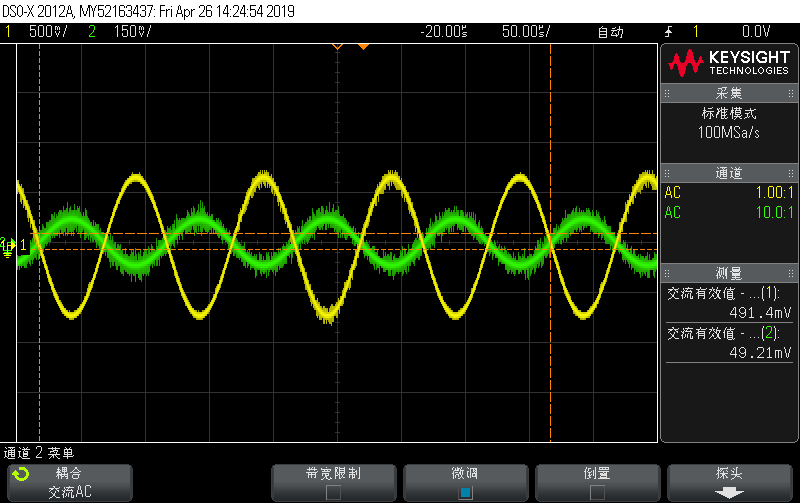 DSO-X 2012A, MY52163437: Fri Apr 26 14:24:54 2019
1 500mV/ 2 150mV/ -20.00us 50.00us/ 自动 1 0.0V
KEYSIGHT
TECHNOLOGIES
采集
标准模式
100MSa/s
通道
AC 1.00:1
AC 10.0:1
测量
交流有效值 - ...(1):
491.4mV
交流有效值 - ...(2):
49.21mV
1
通道 2 菜单
耦合
交流AC
带宽限制
微调
倒置
探头